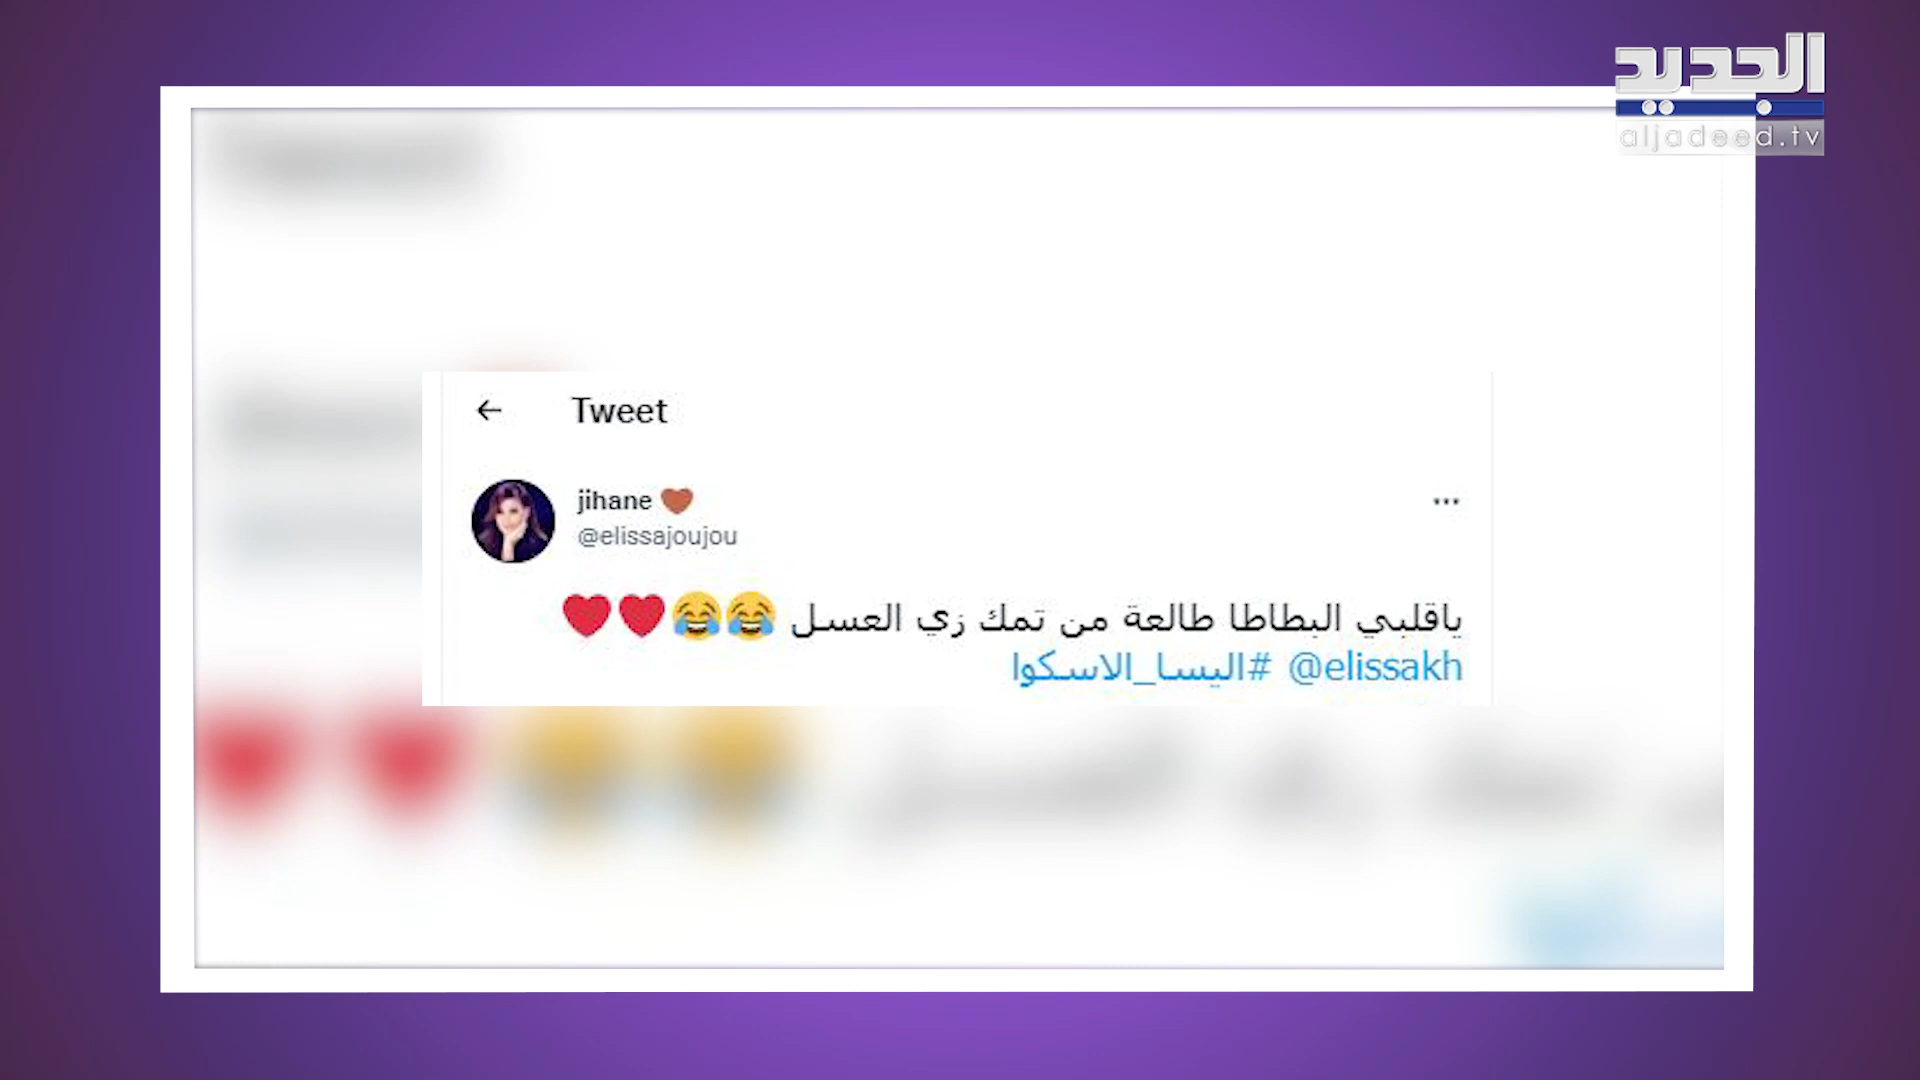 الجديد
aljadeed.tv
Tweet
jihane
@elissajoujou
ياقلبي البطاطا طالعة من تمك زي العسل 😂😂❤❤
@elissakh #اليسا_الاسكوا